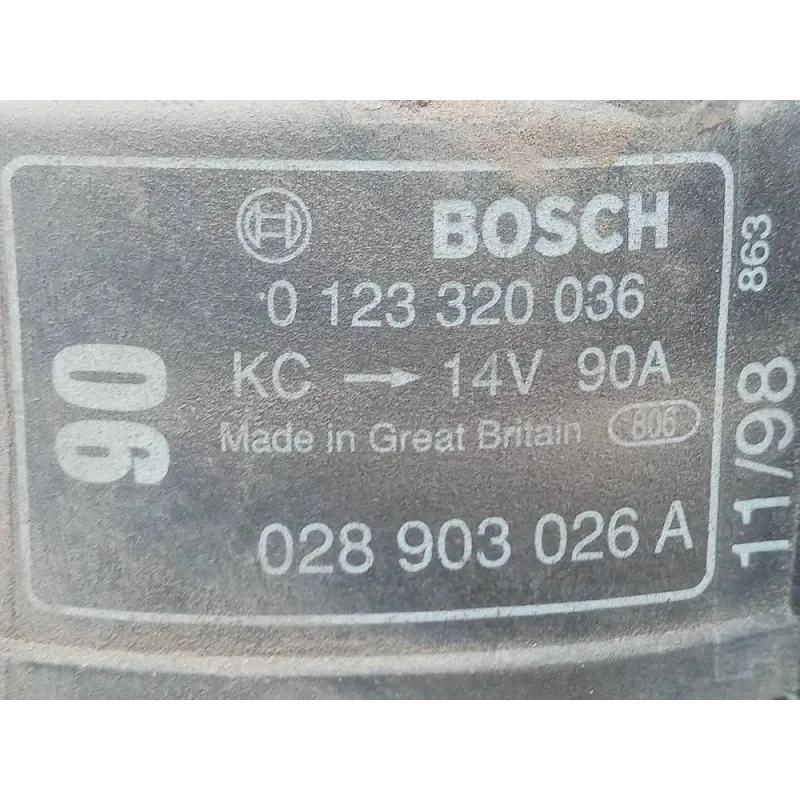 BOSCH
0 123 320 036
KC → 14V 90A
Made in Great Britain 806
028 903 026 A
90
11/98 863